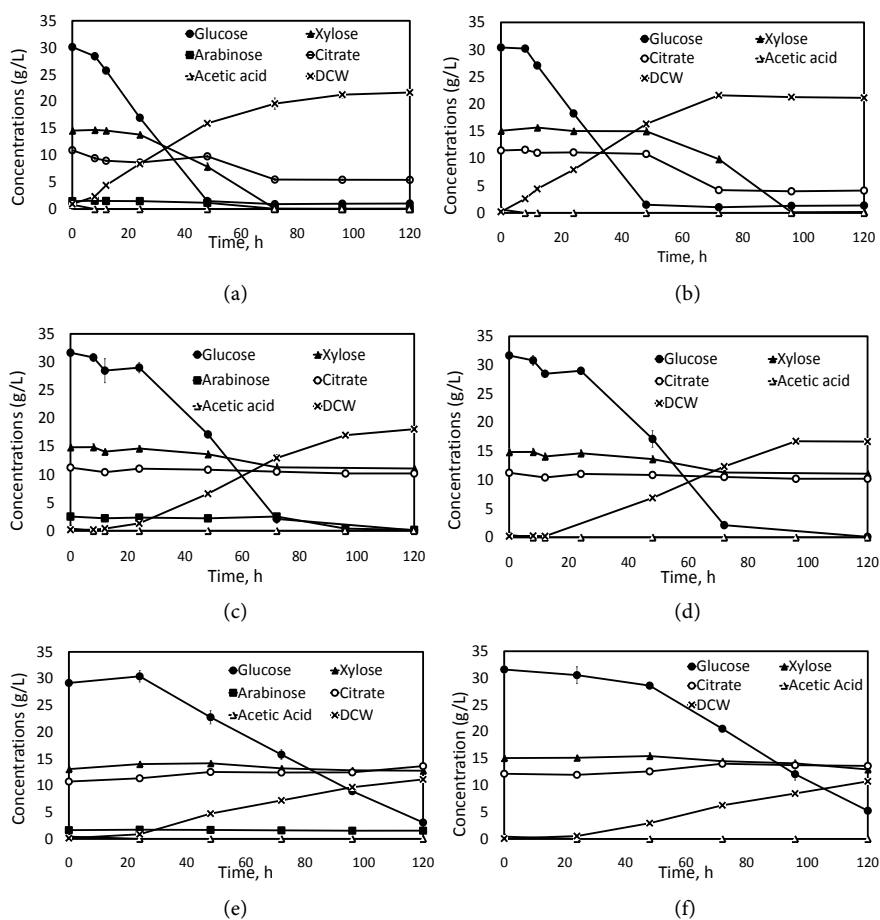 Concentrations (g/L)
35
30
25
20
15
10
5
0
Glucose
Xylose
Arabinose
Citrate
Acetic acid
DCW
0 20 40 60 80 100 120
Time, h
(a)
Concentrations (g/L)
35
30
25
20
15
10
5
0
Glucose
Xylose
Citrate
Acetic acid
DCW
0 20 40 60 80 100 120
Time, h
(b)
Concentrations (g/L)
35
30
25
20
15
10
5
0
Glucose
Xylose
Arabinose
Citrate
Acetic acid
DCW
0 20 40 60 80 100 120
Time, h
(c)
Concentrations (g/L)
35
30
25
20
15
10
5
0
Glucose
Xylose
Citrate
Acetic acid
DCW
0 20 40 60 80 100 120
Time, h
(d)
Concentrations (g/L)
35
30
25
20
15
10
5
0
Glucose
Xylose
Arabinose
Citrate
Acetic Acid
DCW
0 20 40 60 80 100 120
Time, h
(e)
Concentration (g/L)
35
30
25
20
15
10
5
0
Glucose
Xylose
Citrate
Acetic Acid
DCW
0 20 40 60 80 100 120
Time, h
(f)